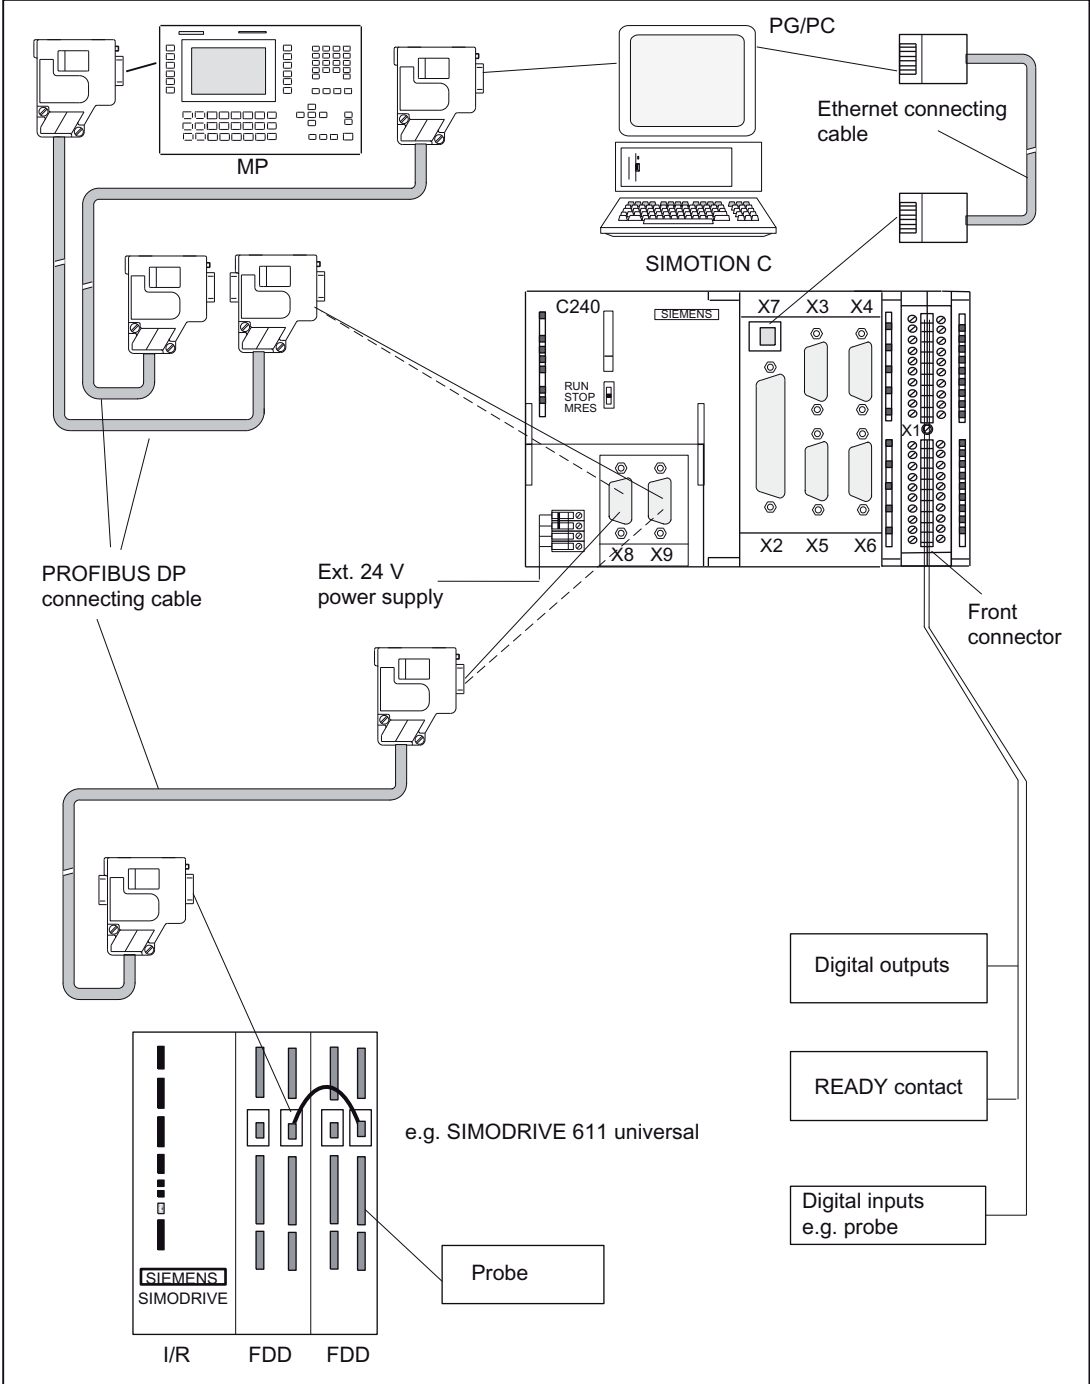 PG/PC
Ethernet connecting
cable
MP
SIMOTION C
C240
SIEMENS
X7 X3 X4
RUN
STOP
MRES
X1
X8 X9
X2 X5 X6
PROFIBUS DP
connecting cable
Ext. 24 V
power supply
Front
connector
Digital outputs
READY contact
e.g. SIMODRIVE 611 universal
Digital inputs
e.g. probe
Probe
SIEMENS
SIMODRIVE
I/R FDD FDD